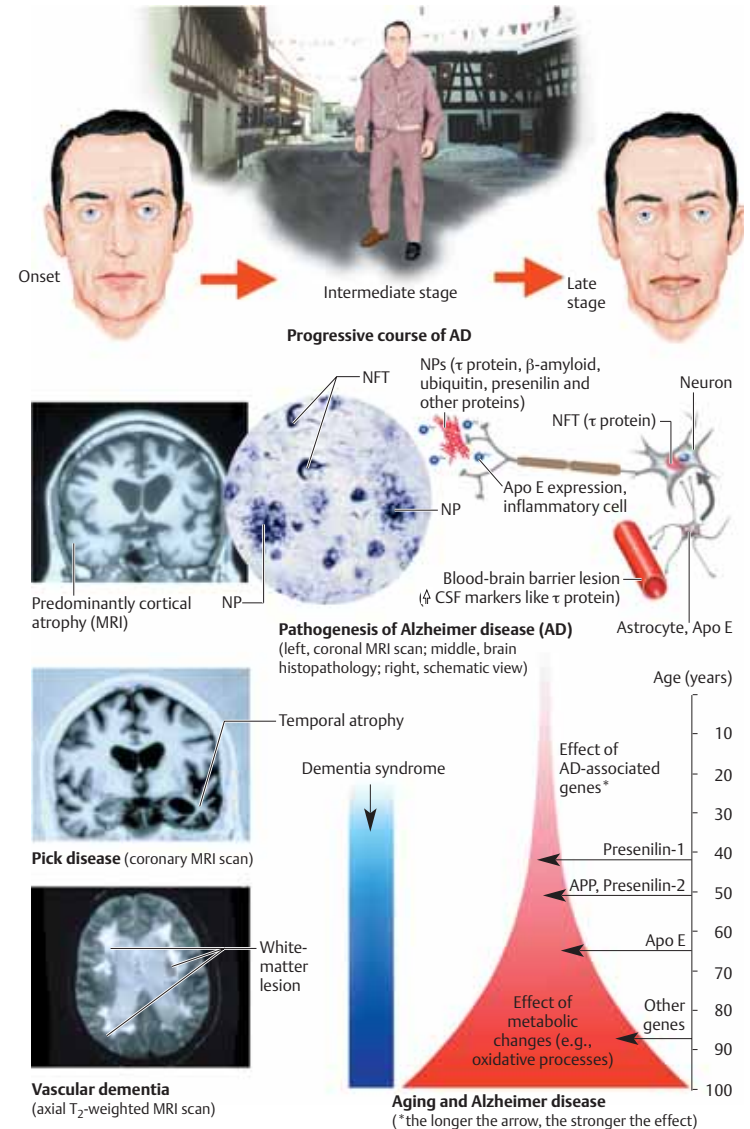 Onset
Intermediate stage
Late
stage
Progressive course of AD
NFT
NPs (τ protein, β-amyloid,
ubiquitin, presenilin and
other proteins)
Neuron
NFT (τ protein)
Apo E expression,
inflammatory cell
NP
NP
Blood-brain barrier lesion
(⇧ CSF markers like τ protein)
Astrocyte, Apo E
Predominantly cortical
atrophy (MRI)
Pathogenesis of Alzheimer disease (AD)
(left, coronal MRI scan; middle, brain
histopathology; right, schematic view)
Temporal atrophy
Pick disease (coronary MRI scan)
White-
matter
lesion
Vascular dementia
(axial T₂-weighted MRI scan)
Dementia syndrome
Age (years)
Effect of
AD-associated
genes*
10
20
30
Presenilin-1
40
APP, Presenilin-2
50
60
Apo E
70
Other
genes
80
90
100
Effect of
metabolic
changes (e.g.,
oxidative processes)
Aging and Alzheimer disease
(*the longer the arrow, the stronger the effect)